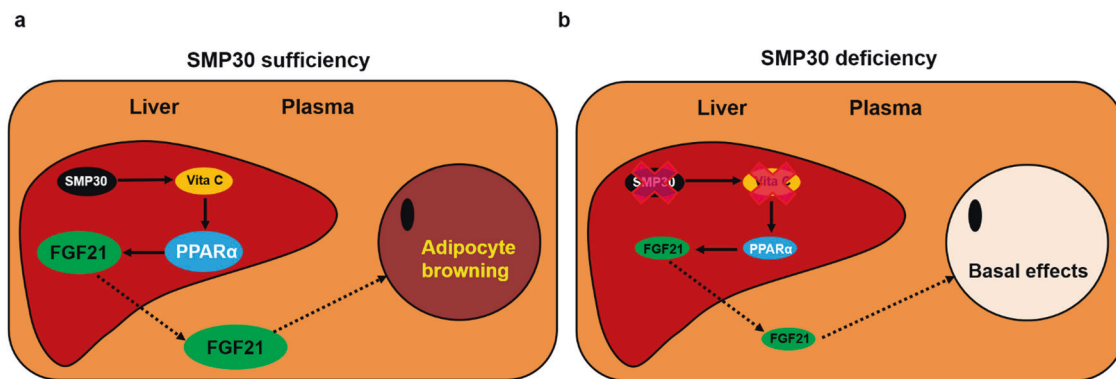 a
SMP30 sufficiency
Liver
Plasma
SMP30
Vita C
FGF21
PPARα
Adipocyte
browning
FGF21
b
SMP30 deficiency
Liver
Plasma
SMP30
Vita C
FGF21
PPARα
Basal effects
FGF21